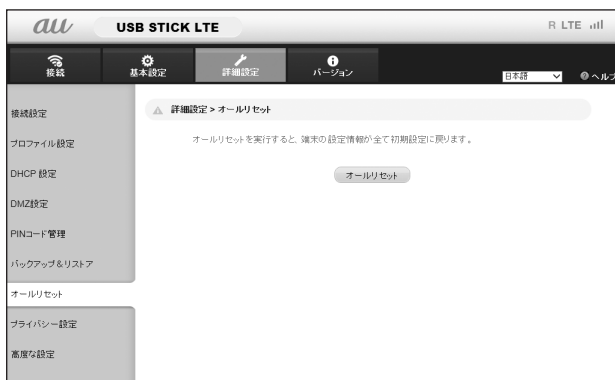 au USB STICK LTE R LTE
接続 基本設定 詳細設定 バージョン 日本語 ヘルプ
接続設定
プロファイル設定
DHCP 設定
DMZ設定
PINコード管理
バックアップ&リストア
オールリセット
プライバシー設定
高度な設定
詳細設定 > オールリセット
オールリセットを実行すると、端末の設定情報が全て初期設定に戻ります。
オールリセット